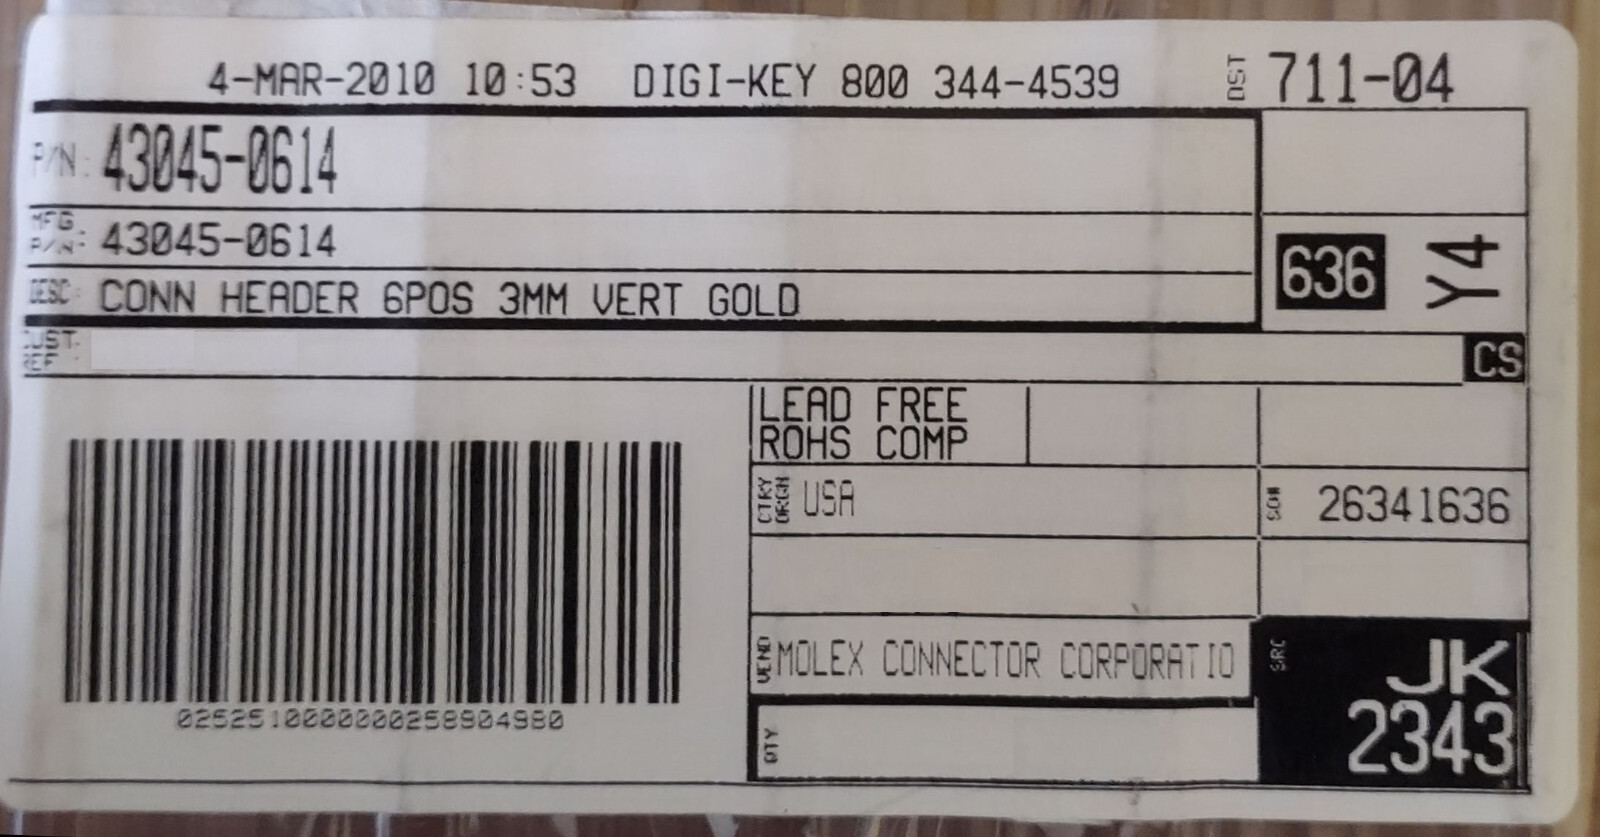 4-MAR-2010 10:53 DIGI-KEY 800 344-4539 DST 711-04
P/N: 43045-0614
MFG. P/N: 43045-0614
636 Y4
DESC: CONN HEADER 6POS 3MM VERT GOLD
CUST. REF :
CS
LEAD FREE
ROHS COMP
CTRY ORGN USA
SO# 26341636
VEND MOLEX CONNECTOR CORPORATIO
SRC JK
2343
QTY
0252510000000258904980